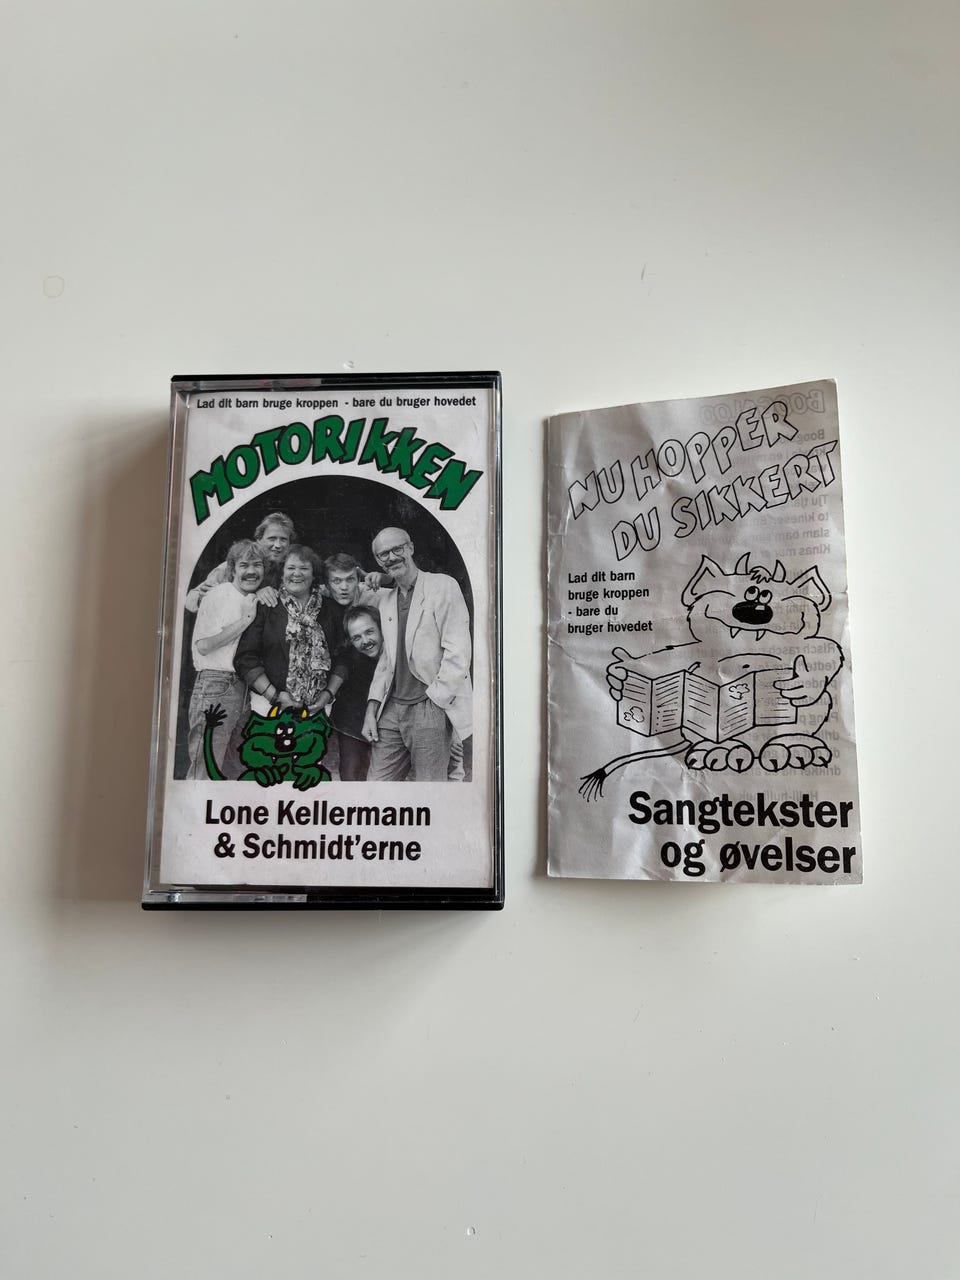 Lad dit barn bruge kroppen - bare du bruger hovedet
MOTORIKKEN
Lone Kellermann
& Schmidt'erne
NU HOPPER
DU SIKKERT
Lad dit barn
bruge kroppen
- bare du
bruger hovedet
Sangtekster
og øvelser